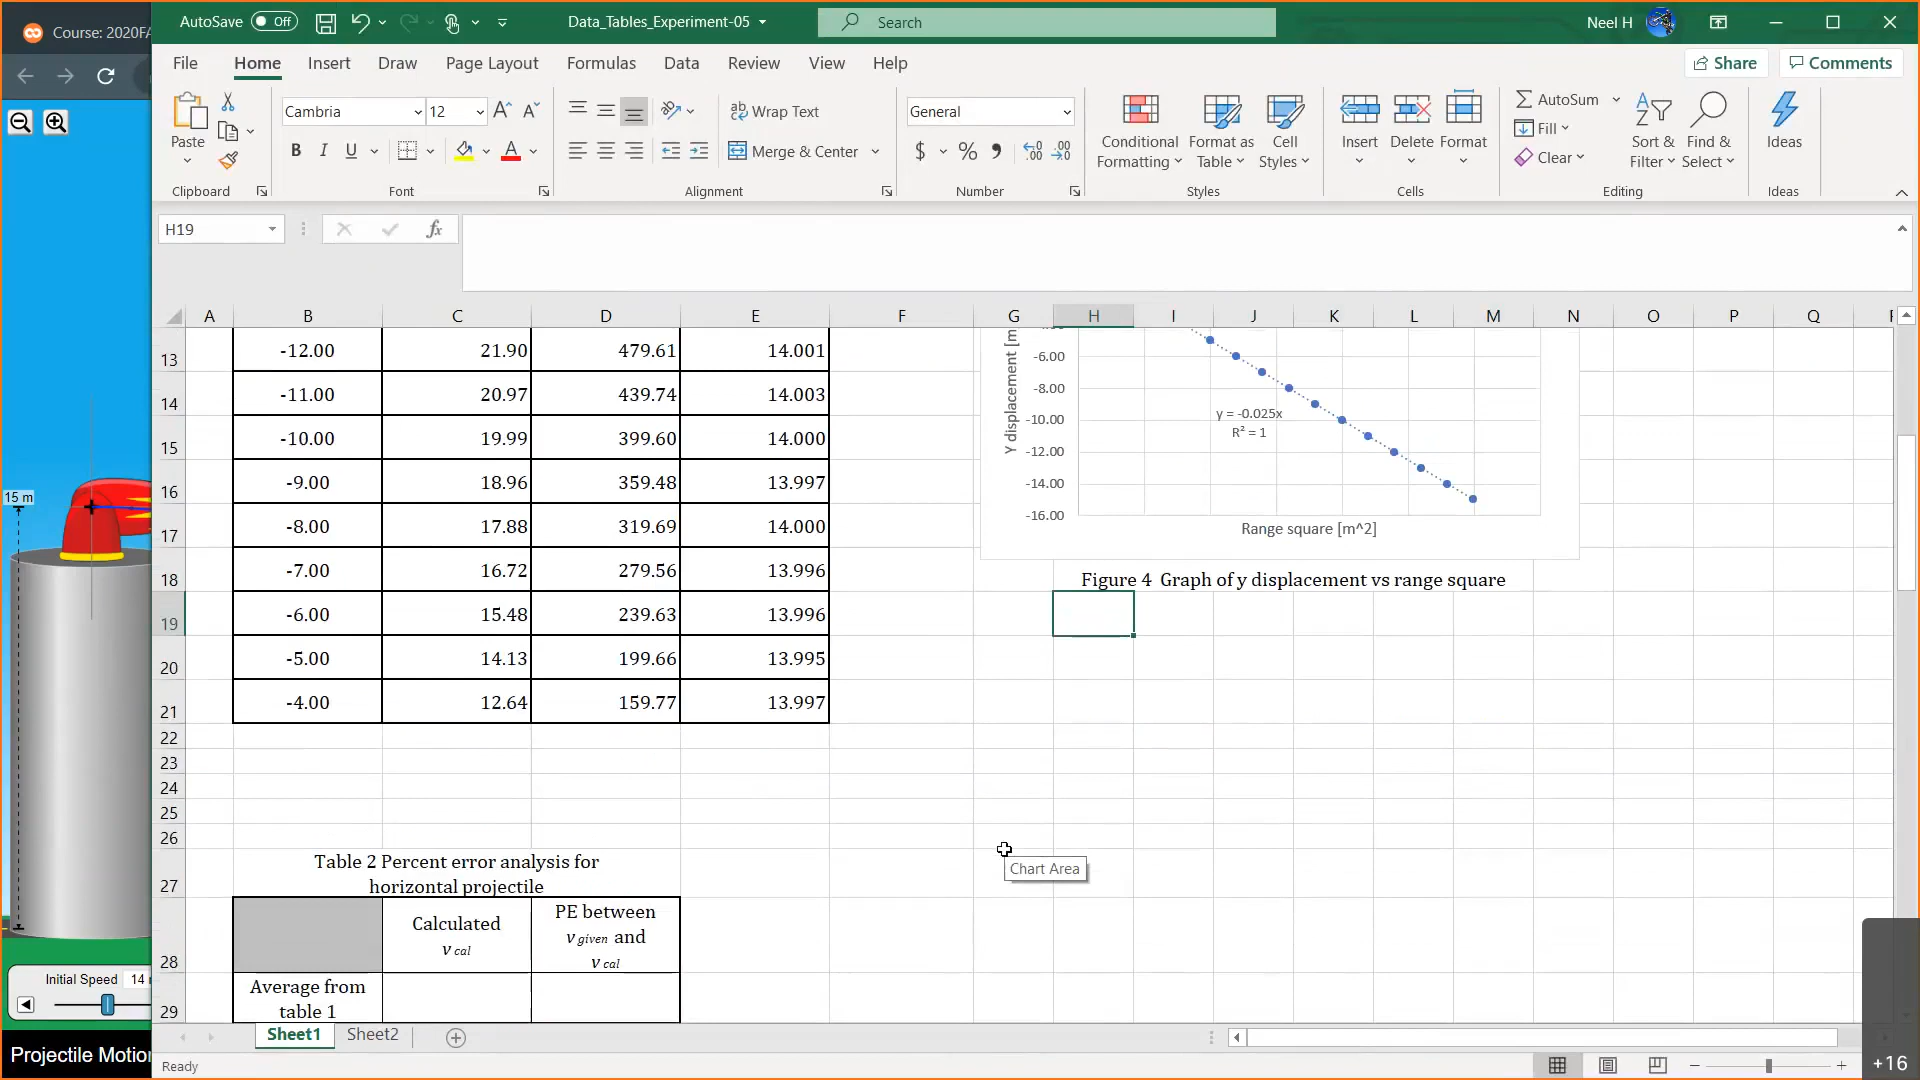 Course: 2020FA
AutoSave Off Data_Tables_Experiment-05 Search Neel H
File Home Insert Draw Page Layout Formulas Data Review View Help Share Comments
Paste
Clipboard
Cambria 12
B I U
Font
Wrap Text
Merge & Center
Alignment
General
$ % ,
Number
Conditional Formatting
Format as Table
Cell Styles
Styles
Insert Delete Format
Cells
AutoSum
Fill
Clear
Sort & Filter
Find & Select
Editing
Ideas
Ideas
H19
fx
A B C D E F G H I J K L M N O P Q
13 -12.00 21.90 479.61 14.001
14 -11.00 20.97 439.74 14.003
15 -10.00 19.99 399.60 14.000
16 -9.00 18.96 359.48 13.997
17 -8.00 17.88 319.69 14.000
18 -7.00 16.72 279.56 13.996
19 -6.00 15.48 239.63 13.996
20 -5.00 14.13 199.66 13.995
21 -4.00 12.64 159.77 13.997
22
23
24
25
26
27
28
29
Y displacement [m
-6.00
-8.00
-10.00
-12.00
-14.00
-16.00
y = -0.025x
R² = 1
Range square [m^2]
Figure 4 Graph of y displacement vs range square
Chart Area
Table 2 Percent error analysis for
horizontal projectile
Calculated
v cal
PE between
v given and
v cal
Average from
table 1
15 m
Initial Speed 14
Projectile Motion
Sheet1 Sheet2
Ready
+16